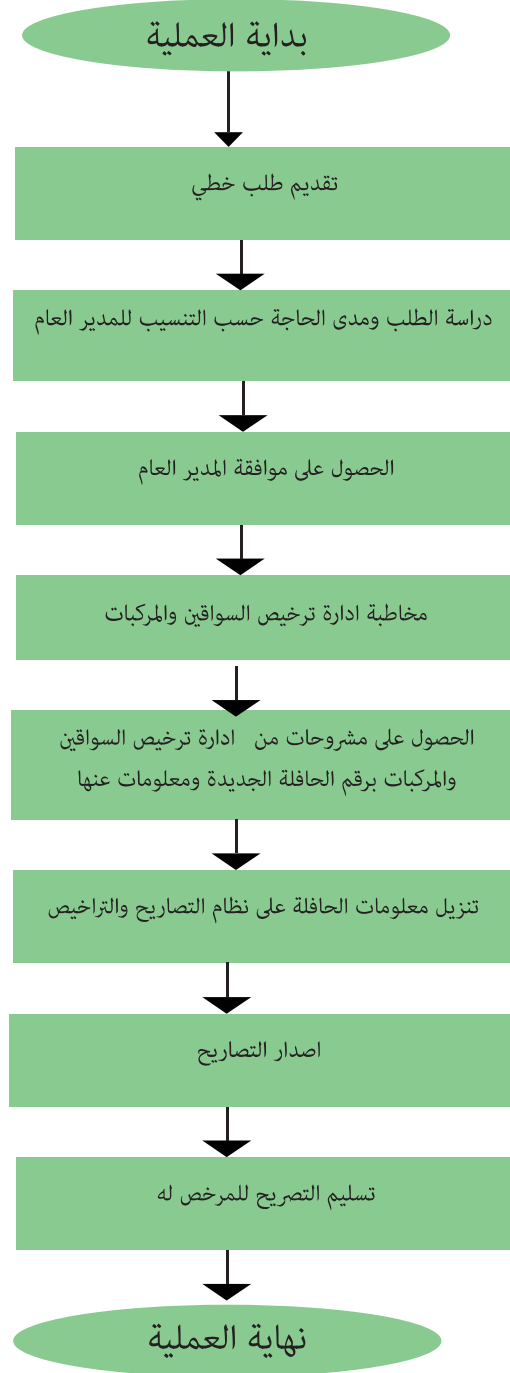 بداية العملية
تقديم طلب خطي
دراسة الطلب ومدى الحاجة حسب التنسيب للمدير العام
الحصول على موافقة المدير العام
مخاطبة ادارة ترخيص السواقين والمركبات
الحصول على مشروحات من ادارة ترخيص السواقين
والمركبات برقم الحافلة الجديدة ومعلومات عنها
تنزيل معلومات الحافلة على نظام التصاريح والتراخيص
اصدار التصاريح
تسليم التصريح للمرخص له
نهاية العملية